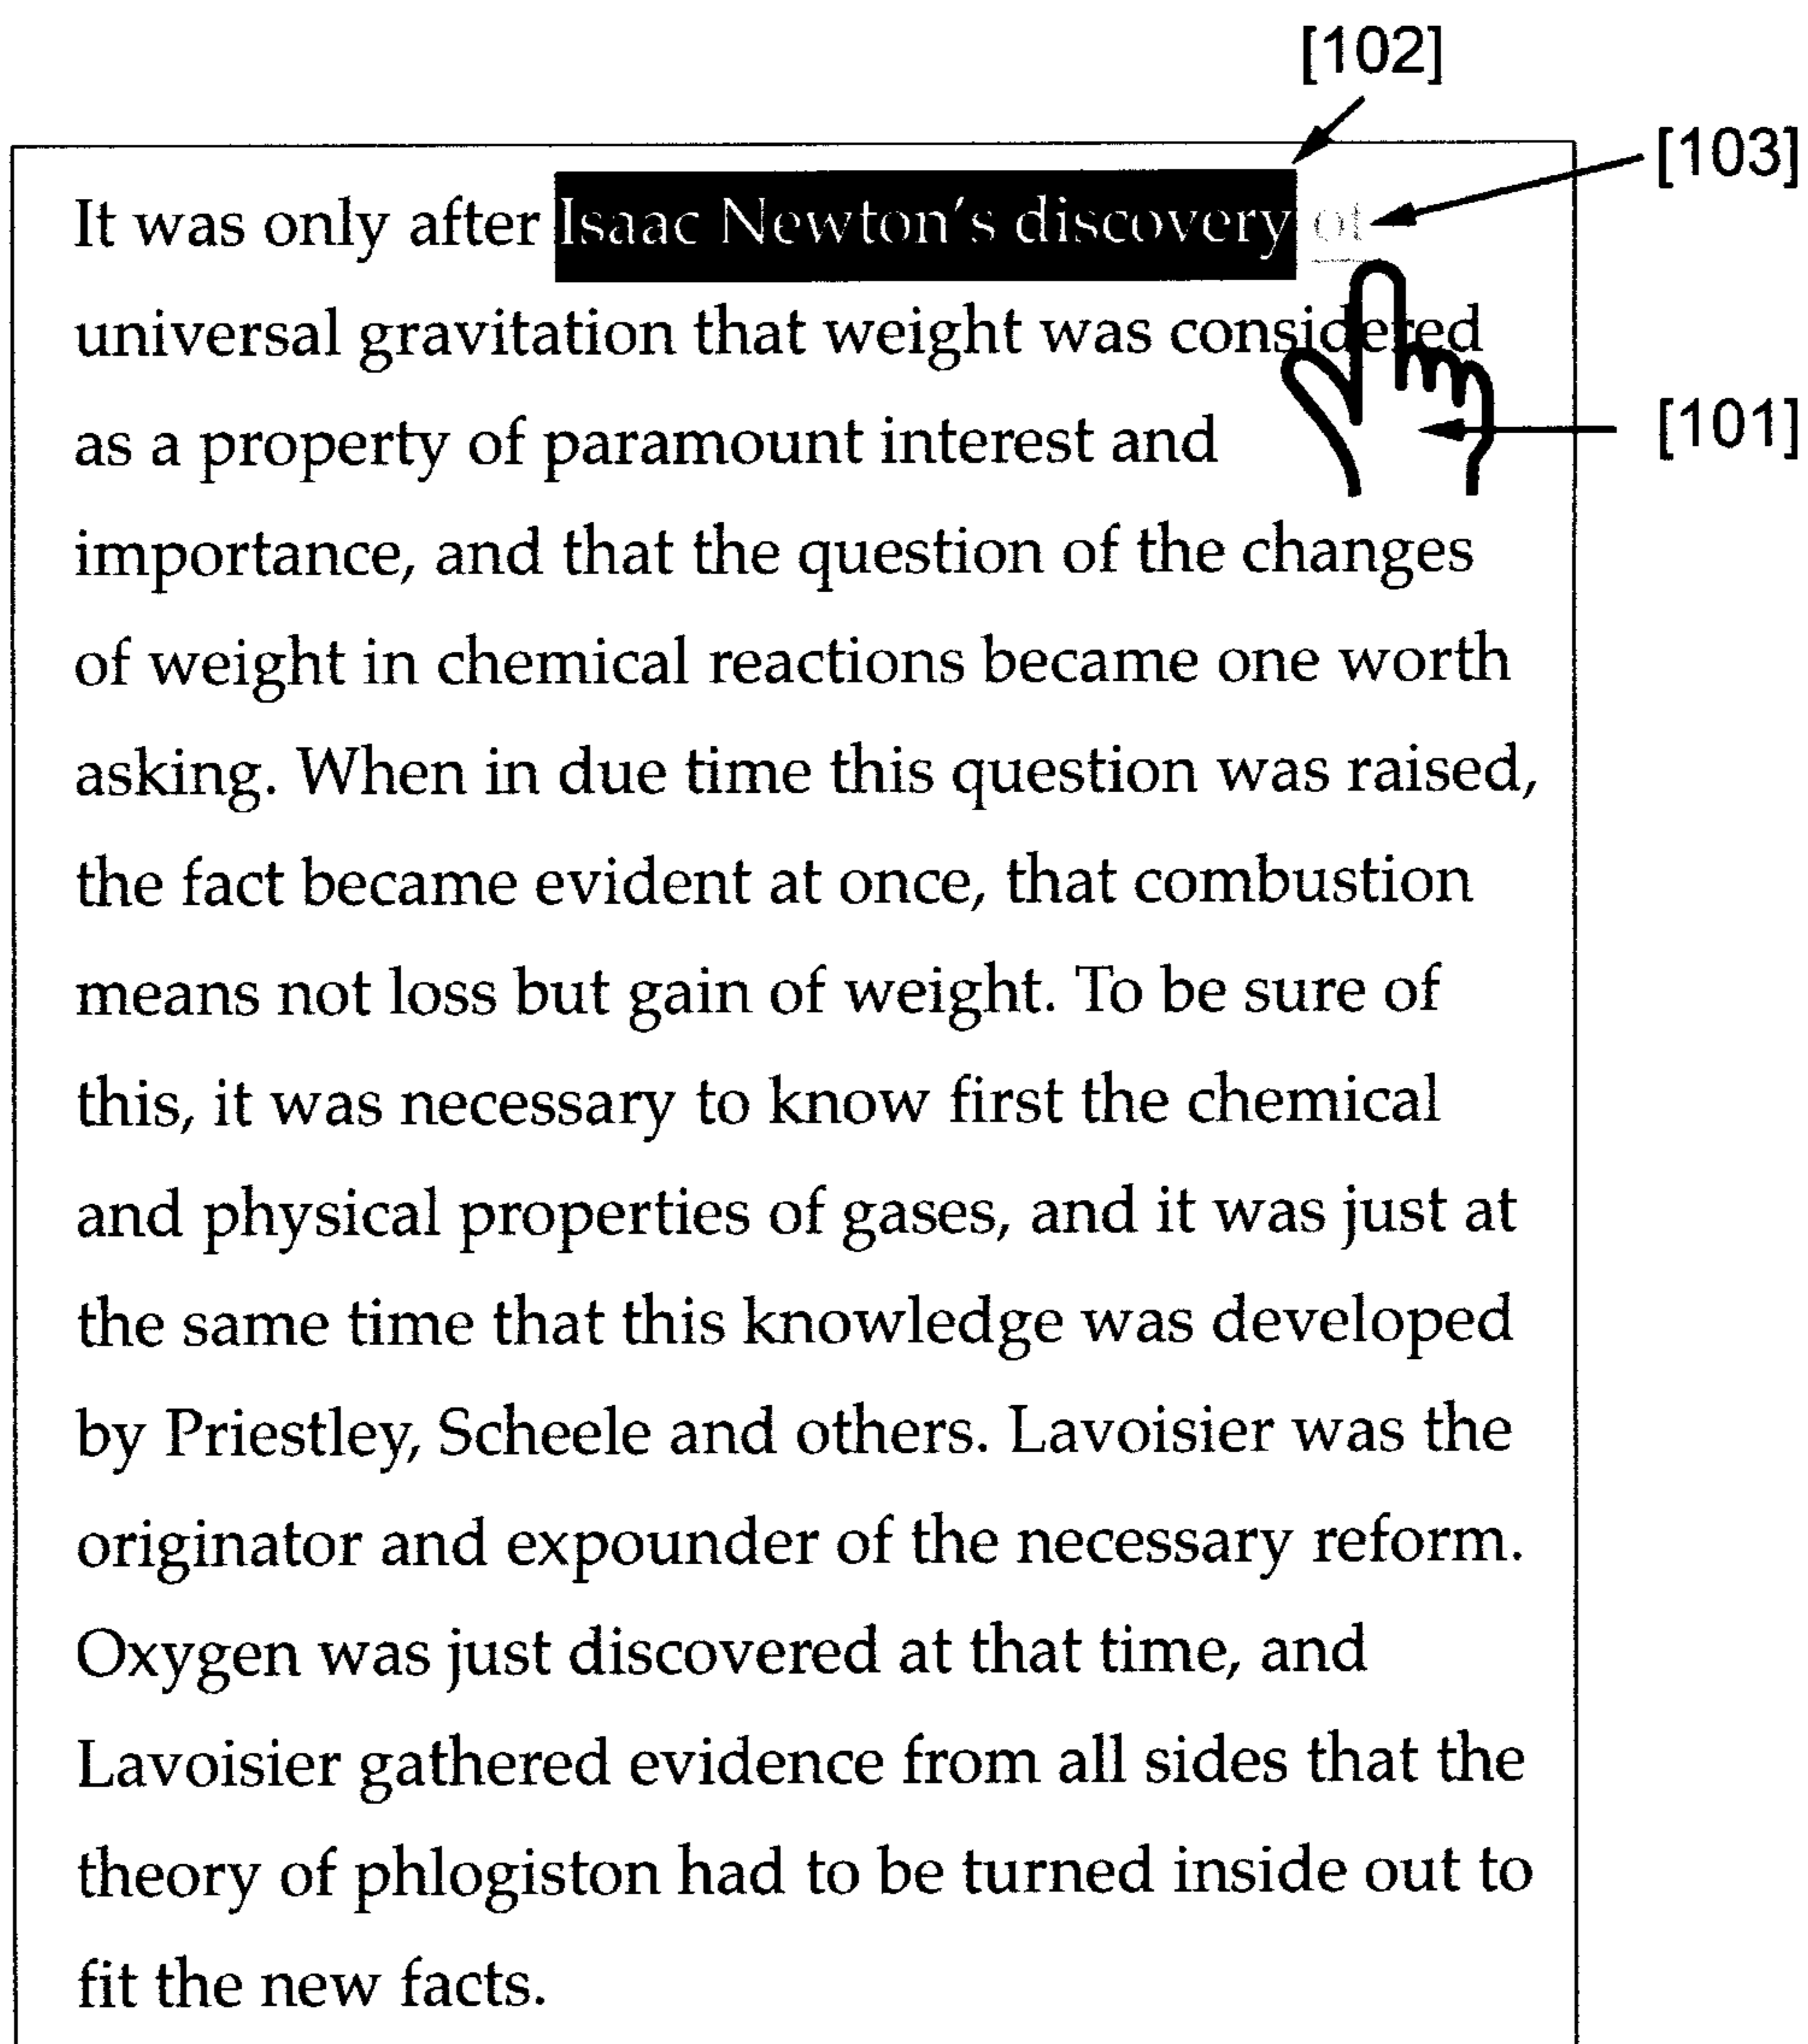 [102]
[103]
It was only after Isaac Newton's discovery of
universal gravitation that weight was considered
as a property of paramount interest and
[101]
importance, and that the question of the changes
of weight in chemical reactions became one worth
asking. When in due time this question was raised,
the fact became evident at once, that combustion
means not loss but gain of weight. To be sure of
this, it was necessary to know first the chemical
and physical properties of gases, and it was just at
the same time that this knowledge was developed
by Priestley, Scheele and others. Lavoisier was the
originator and expounder of the necessary reform.
Oxygen was just discovered at that time, and
Lavoisier gathered evidence from all sides that the
theory of phlogiston had to be turned inside out to
fit the new facts.